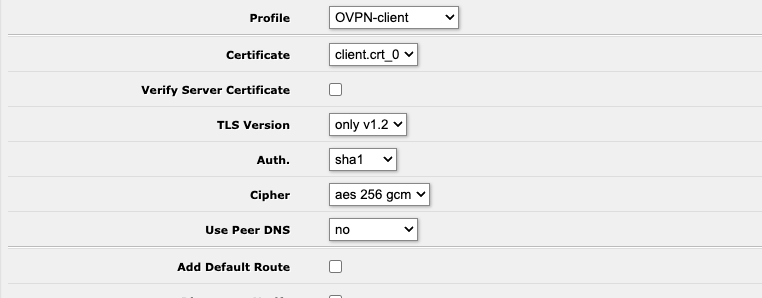 Profile OVPN-client
Certificate client.crt_0
Verify Server Certificate
TLS Version only v1.2
Auth. sha1
Cipher aes 256 gcm
Use Peer DNS no
Add Default Route